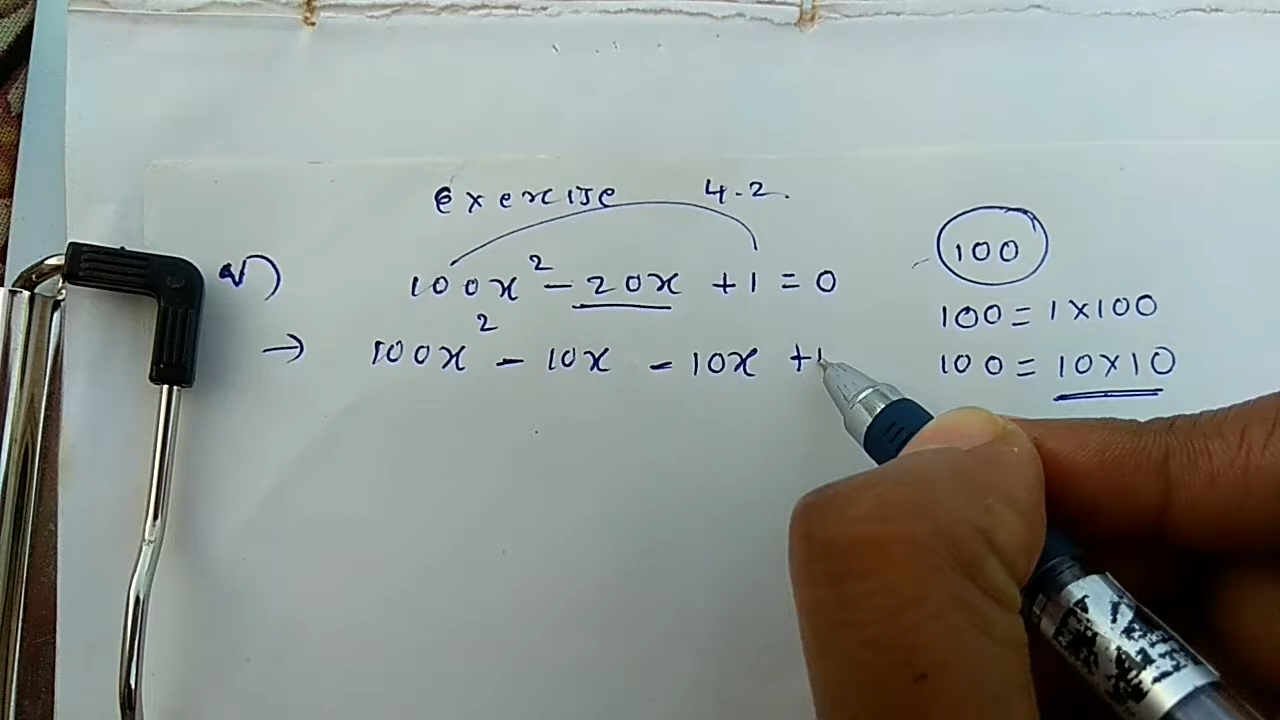 exercise 4.2.
v) 100x² - 20x + 1 = 0
→ 100x² - 10x - 10x + 1
100
100 = 1 x 100
100 = 10 x 10